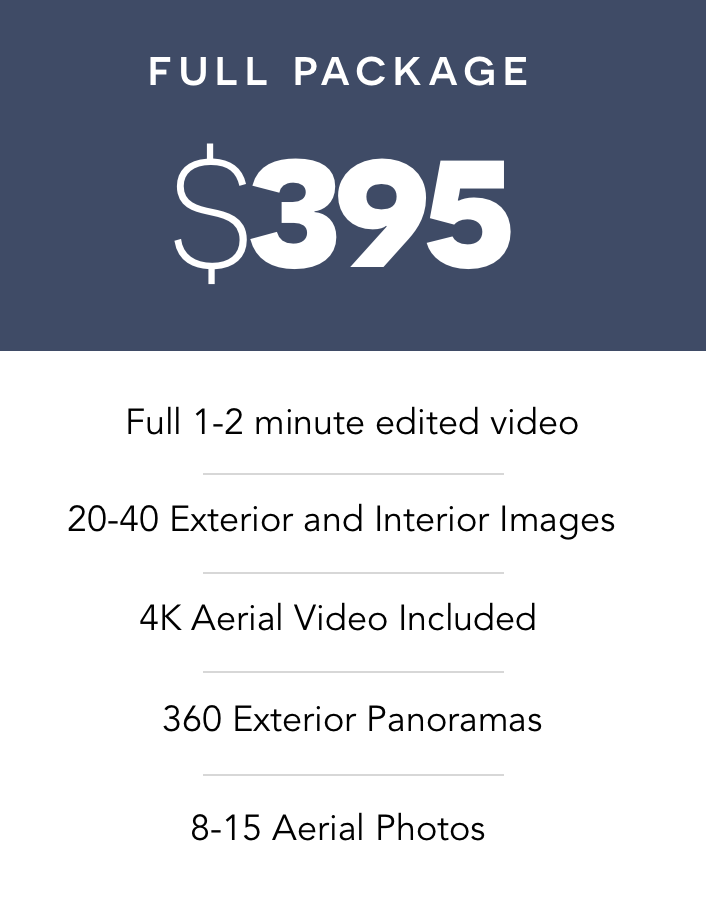 FULL PACKAGE
$395
Full 1-2 minute edited video
20-40 Exterior and Interior Images
4K Aerial Video Included
360 Exterior Panoramas
8-15 Aerial Photos